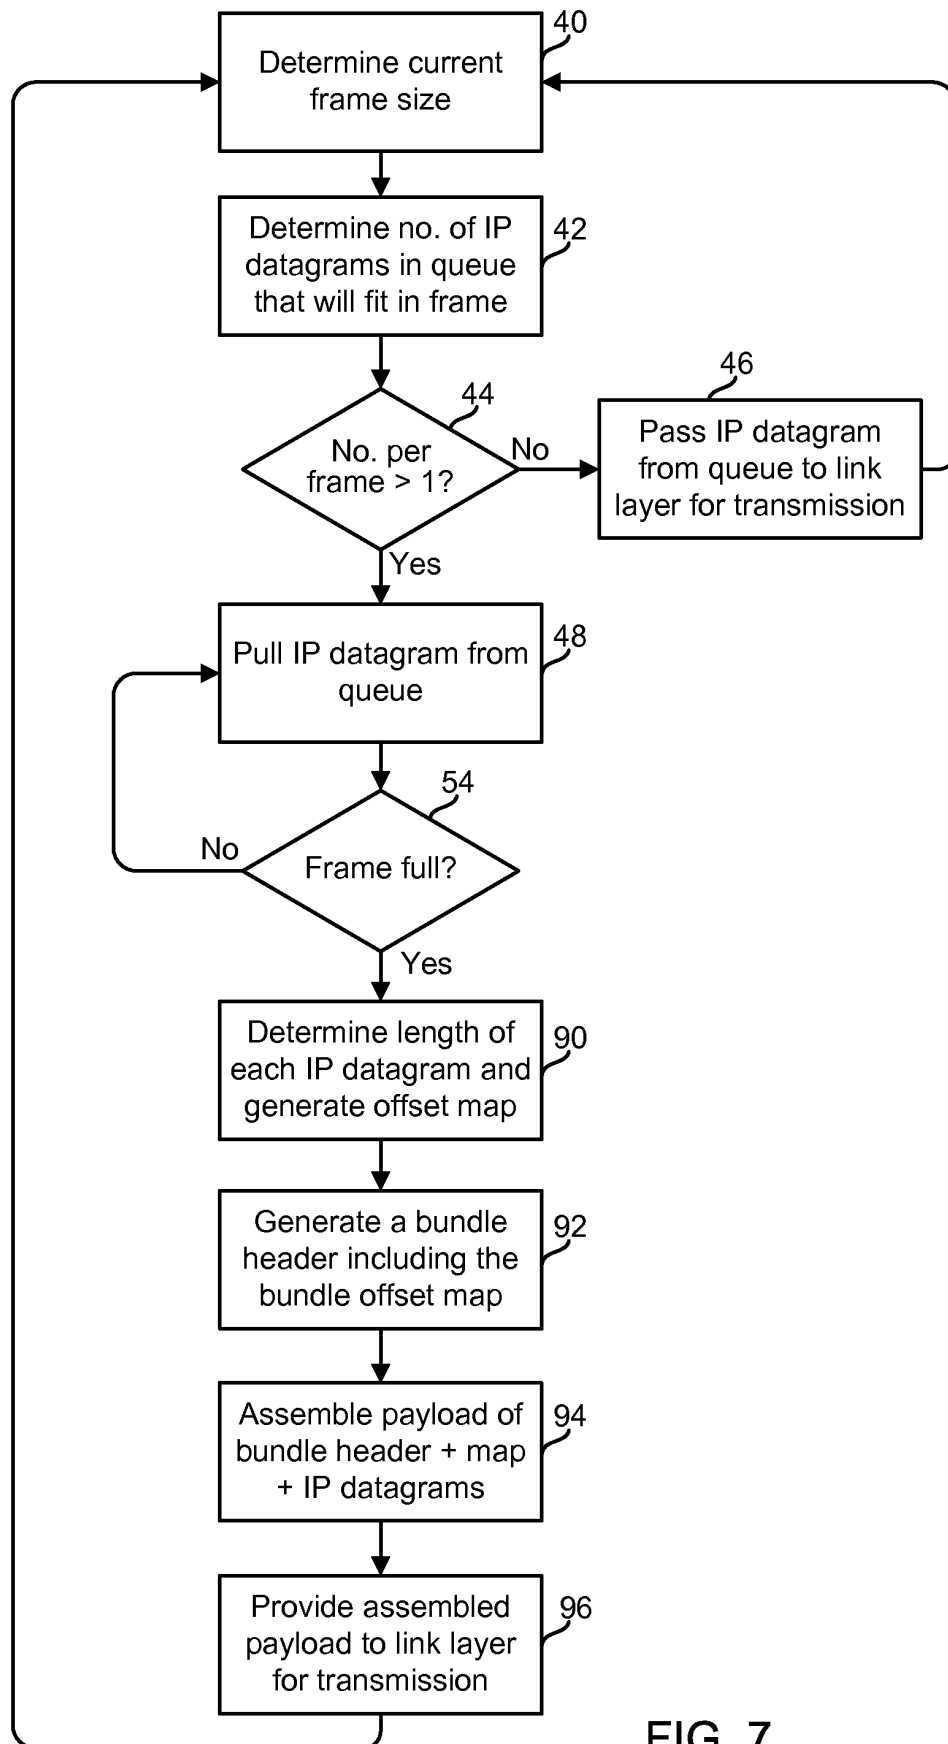 40
Determine current
frame size
Determine no. of IP
datagrams in queue
that will fit in frame
42
44
No. per
frame > 1?
No
46
Pass IP datagram
from queue to link
layer for transmission
Yes
Pull IP datagram from
queue
48
54
Frame full?
No
Yes
Determine length of
each IP datagram and
generate offset map
90
Generate a bundle
header including the
bundle offset map
92
Assemble payload of
bundle header + map
+ IP datagrams
94
Provide assembled
payload to link layer
for transmission
96
FIG. 7